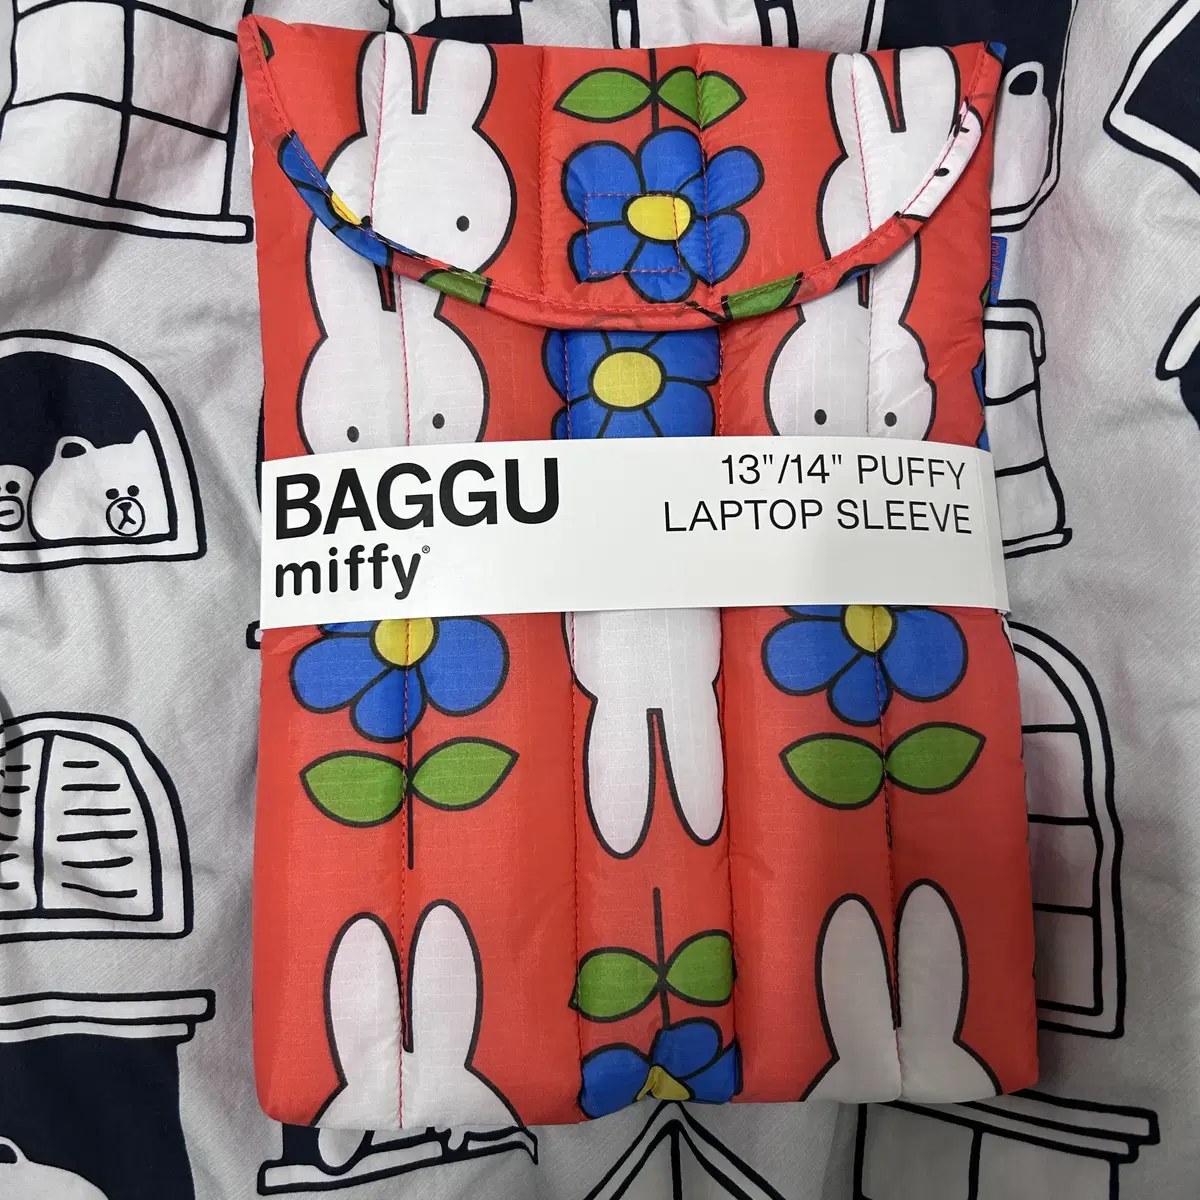 BAGGU
miffy®
13"/14" PUFFY
LAPTOP SLEEVE